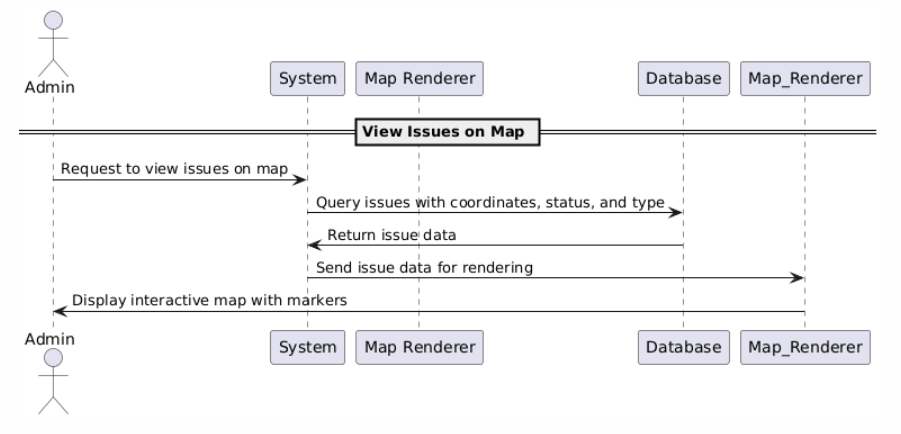 Admin
System
Map Renderer
Database
Map_Renderer
View Issues on Map
Request to view issues on map
Query issues with coordinates, status, and type
Return issue data
Send issue data for rendering
Display interactive map with markers
Admin
System
Map Renderer
Database
Map_Renderer